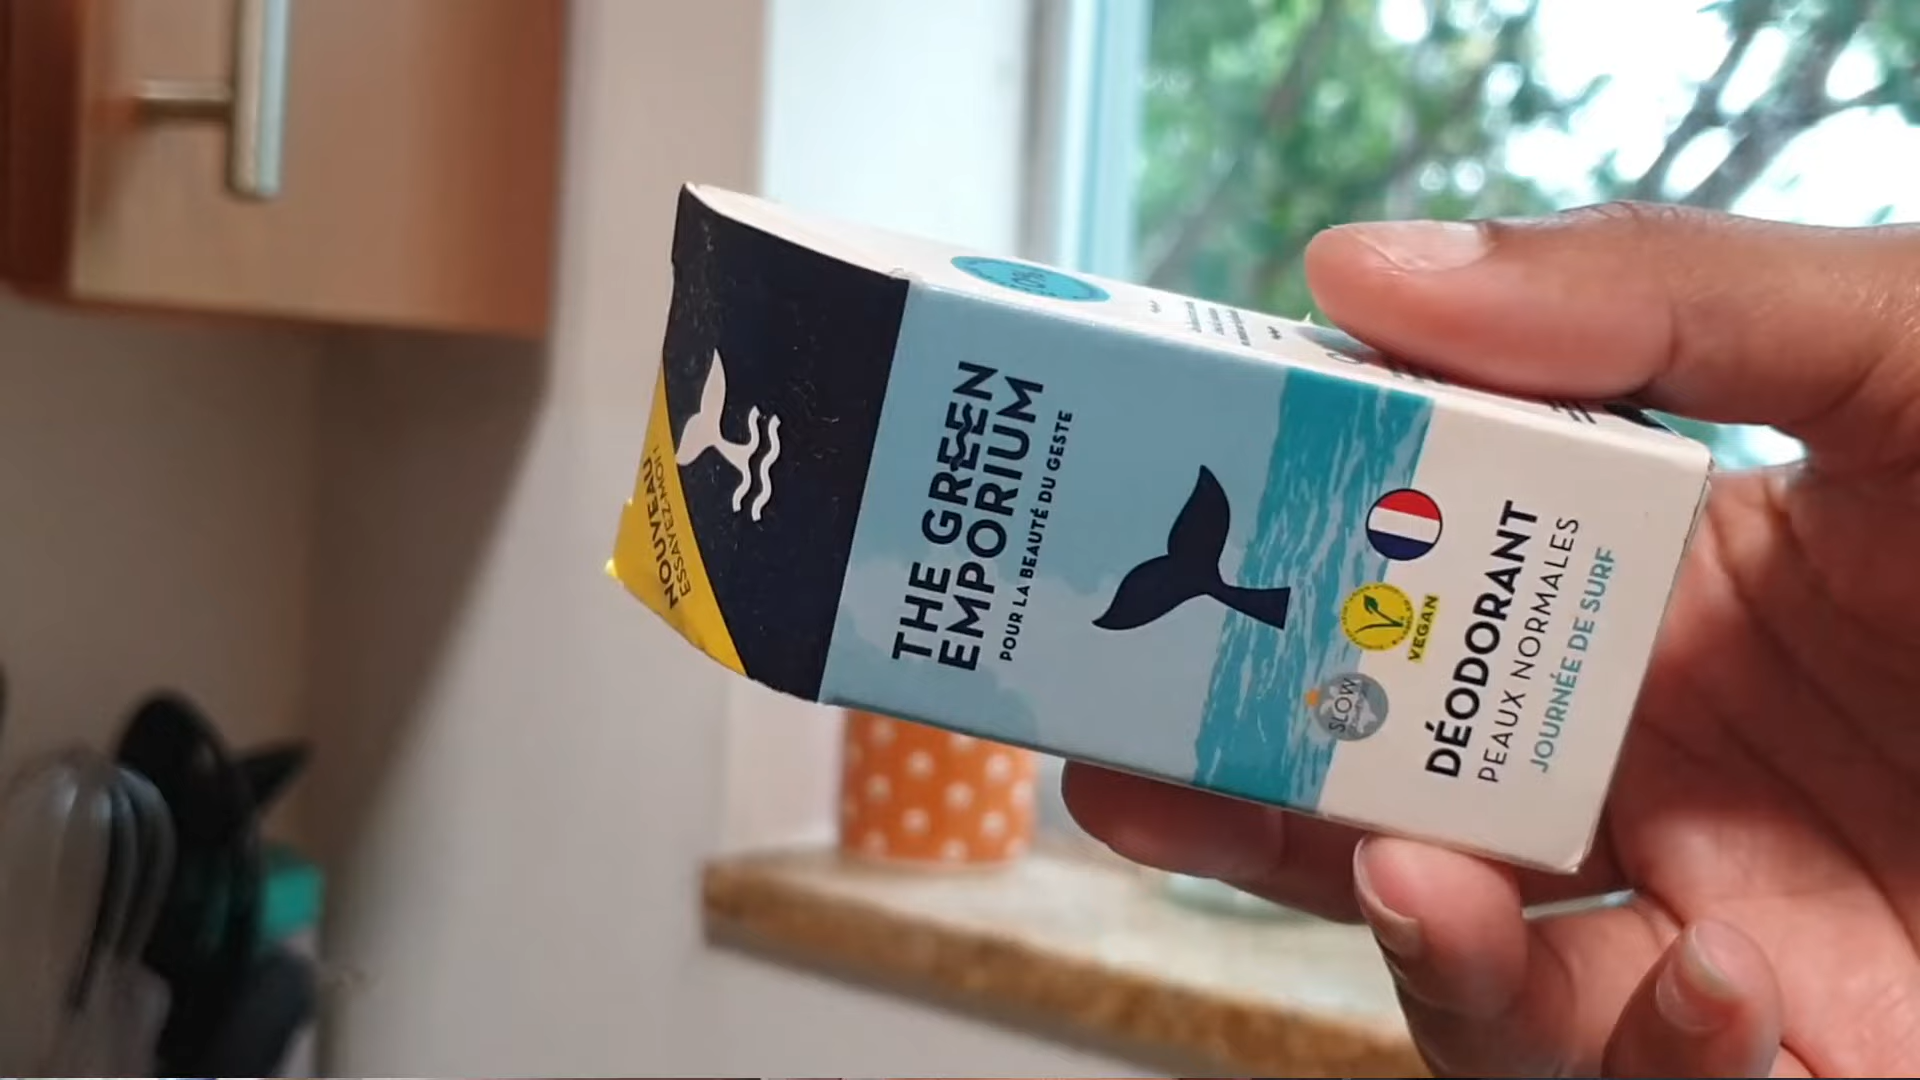 NOUVEAU
ESSAYEZ-MOI!
THE GREEN
EMPORIUM
POUR LA BEAUTÉ DU GESTE
VEGAN
SLOW
DÉODORANT
PEAUX NORMALES
JOURNÉE DE SURF